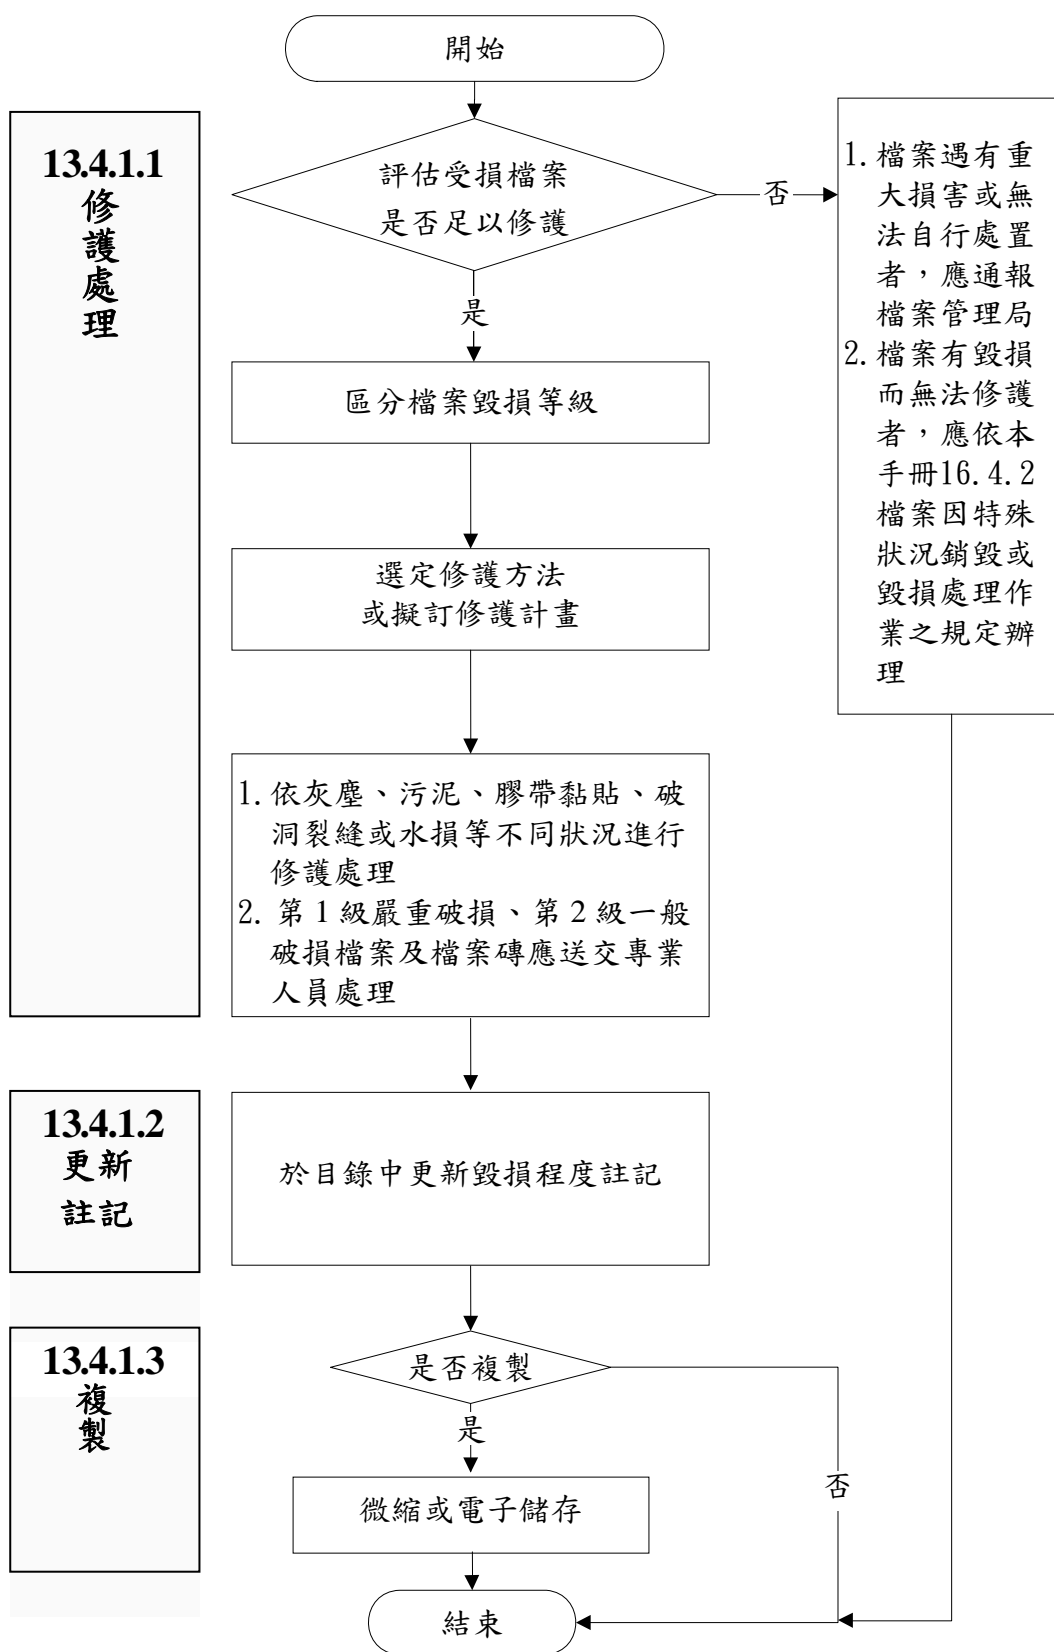 開始
13.4.1.1
修護處理
評估受損檔案
是否足以修護
否
1. 檔案遇有重
大損害或無
法自行處置
者，應通報
檔案管理局
2. 檔案有毀損
而無法修護
者，應依本
手冊16.4.2
檔案因特殊
狀況銷毀或
毀損處理作
業之規定辦
理
是
區分檔案毀損等級
選定修護方法
或擬訂修護計畫
1. 依灰塵、污泥、膠帶黏貼、破
洞裂縫或水損等不同狀況進行
修護處理
2. 第1級嚴重破損、第2級一般
破損檔案及檔案磚應送交專業
人員處理
13.4.1.2
更新
註記
於目錄中更新毀損程度註記
13.4.1.3
複製
是否複製
是
否
微縮或電子儲存
結束